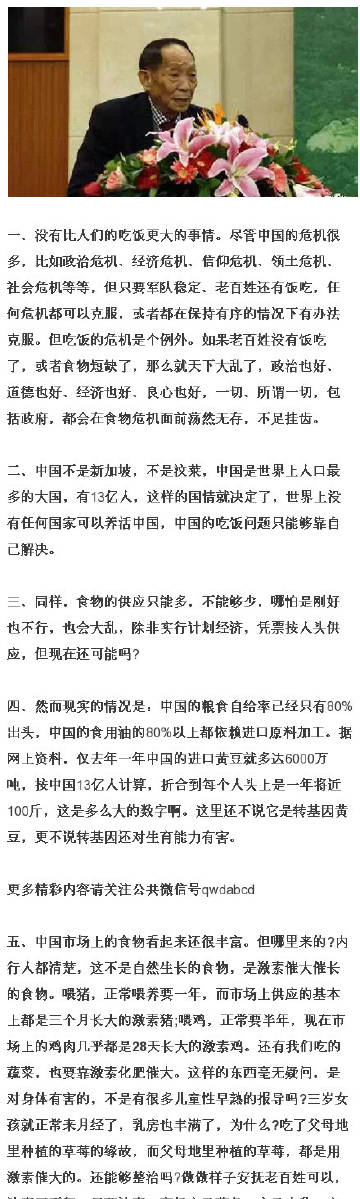 一、没有比人们的吃饭更大的事情。尽管中国的危机很
多，比如政治危机、经济危机、信仰危机、领土危机、
社会危机等等，但只要军队稳定、老百姓还有饭吃，任
何危机都可以克服，或者都在保持有序的情况下有办法
克服。但吃饭的危机是个例外。如果老百姓没有饭吃
了，或者食物短缺了，那么就天下大乱了，政治也好、
道德也好、经济也好、良心也好，一切、所谓一切，包
括政府，都会在食物危机面前荡然无存，不足挂齿。
二、中国不是新加坡，不是汶莱，中国是世界上人口最
多的大国，有13亿人，这样的国情就决定了，世界上没
有任何国家可以养活中国，中国的吃饭问题只能够靠自
己解决。
三、同样，食物的供应只能多，不能够少，哪怕是刚好
也不行，也会大乱，除非实行计划经济，凭票按人头供
应，但现在还可能吗?
四、然而现实的情况是：中国的粮食自给率已经只有80%
出头，中国的食用油的80%以上都依赖进口原料加工。据
网上资料，仅去年一年中国的进口黄豆就多达6000万
吨，按中国13亿人计算，折合到每个人头上是一年将近
100斤，这是多么大的数字啊。这里还不说它是转基因黄
豆，更不说转基因还对生育能力有害。
更多精彩内容请关注公共微信号qwdabcd
五、中国市场上的食物看起来还很丰富。但哪里来的?内
行人都清楚，这不是自然生长的食物，是激素催大催长
的食物。喂猪，正常喂养要一年，而市场上供应的基本
上都是三个月长大的激素猪;喂鸡，正常要半年，现在市
场上的鸡肉几乎都是28天长大的激素鸡。还有我们吃的
蔬菜，也要靠激素化肥催大。这样的东西毫无疑问，是
对身体有害的，不是有很多儿童性早熟的报导吗?三岁女
孩就正常来月经了，乳房也丰满了，为什么?吃了父母地
里种植的草莓的缘故，而父母地里种植的草莓，都是用
激素催大的。还能够整治吗?做做样子安抚老百姓可以，